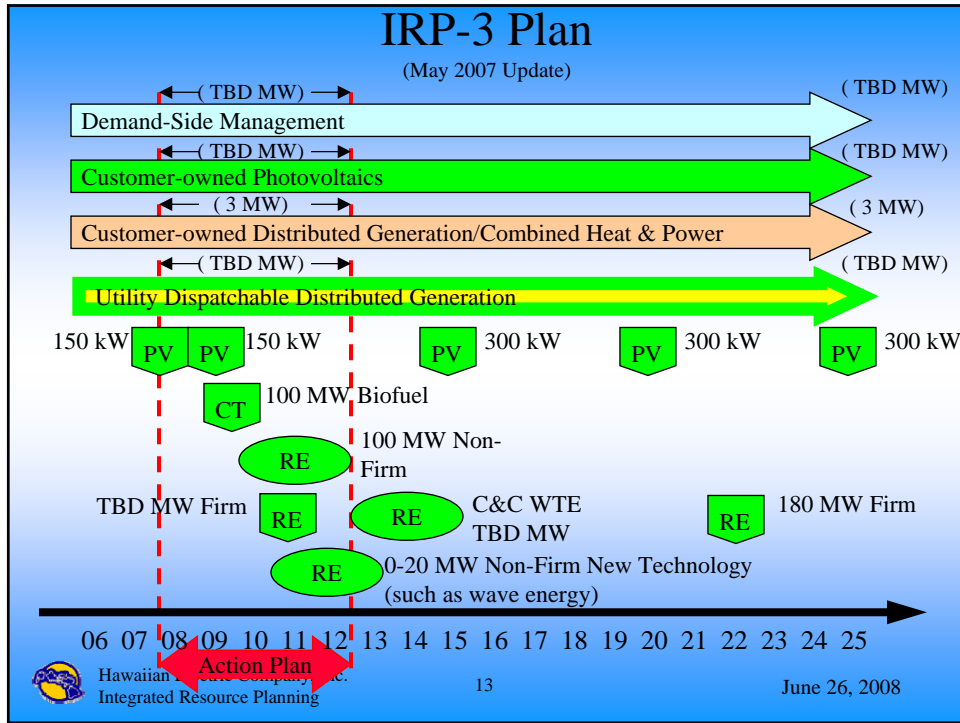 IRP-3 Plan
(May 2007 Update)
( TBD MW)
( TBD MW)
Demand-Side Management
( TBD MW)
( TBD MW)
Customer-owned Photovoltaics
( 3 MW)
( 3 MW)
Customer-owned Distributed Generation/Combined Heat & Power
( TBD MW)
( TBD MW)
Utility Dispatchable Distributed Generation
150 kW PV PV 150 kW PV 300 kW PV 300 kW PV 300 kW
CT 100 MW Biofuel
RE 100 MW Non-
Firm
TBD MW Firm RE RE C&C WTE RE 180 MW Firm
TBD MW
RE 0-20 MW Non-Firm New Technology
(such as wave energy)
06 07 08 09 10 11 12 13 14 15 16 17 18 19 20 21 22 23 24 25
Action Plan
Hawaiian Inc.
Integrated Resource Planning
13
June 26, 2008